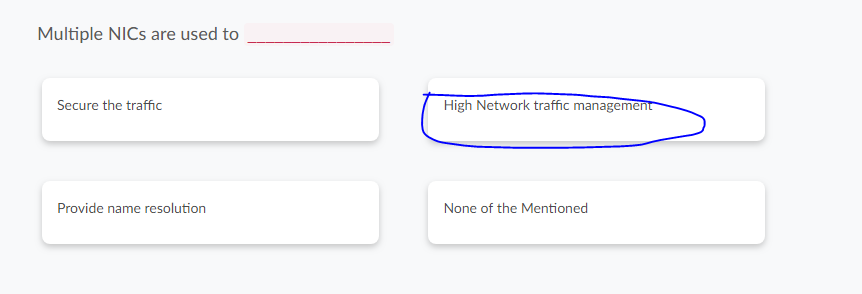 Multiple NICs are used to ________________
Secure the traffic
High Network traffic management
Provide name resolution
None of the Mentioned